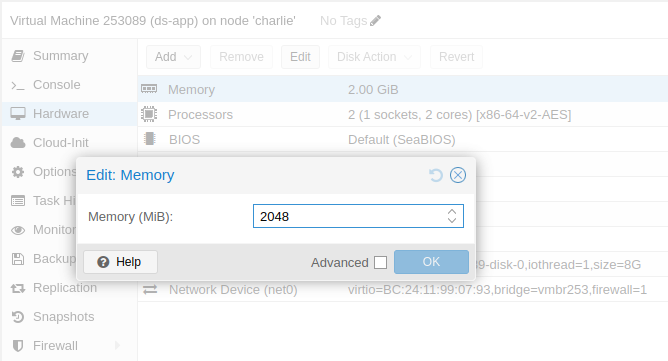 Virtual Machine 253089 (ds-app) on node 'charlie' No Tags
Summary
Add Remove Edit Disk Action Revert
Console
Memory 2.00 GiB
Hardware
Processors 2 (1 sockets, 2 cores) [x86-64-v2-AES]
Cloud-Init
BIOS Default (SeaBIOS)
Options
Edit: Memory
Task Hi
Memory (MiB): 2048
Monitor
Backup
Help Advanced OK
39-disk-0,iothread=1,size=8G
Replication
Network Device (net0) virtio=BC:24:11:99:07:93,bridge=vmbr253,firewall=1
Snapshots
Firewall